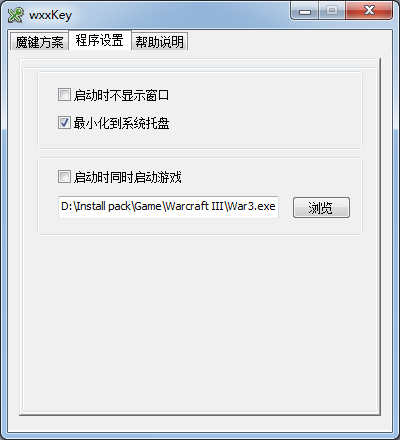 wxxKey
魔键方案 程序设置 帮助说明
启动时不显示窗口
最小化到系统托盘
启动时同时启动游戏
D:\Install pack\Game\Warcraft III\War3.exe 浏览